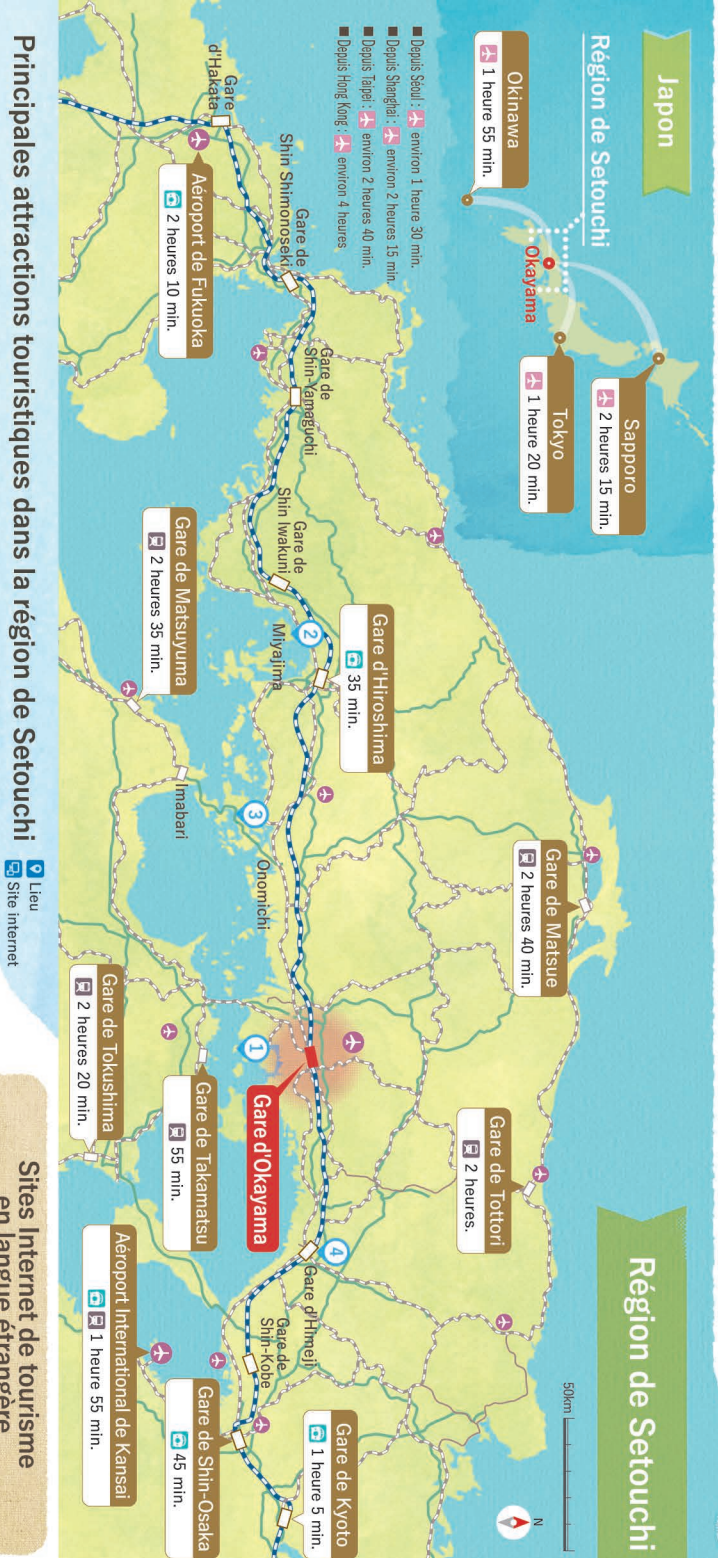 Région de Setouchi
Japon
Région de Setouchi
Okayama
Sapporo
2 heures 15 min.
Tokyo
1 heure 20 min.
Okinawa
1 heure 55 min.
■ Depuis Séoul : environ 1 heure 30 min.
■ Depuis Shanghai : environ 2 heures 15 min.
■ Depuis Taipei : environ 2 heures 40 min.
■ Depuis Hong Kong : environ 4 heures
50km
N
Gare de Matsue
2 heures 40 min.
Gare de Tottori
2 heures.
Gare d'Hiroshima
35 min.
Gare de Kyoto
1 heure 5 min.
Gare
d'Hakata
Gare de
Shin Shimonoseki
Gare de
Shin-Yamaguchi
Gare de
Shin Iwakuni
2
Miyajima
3
Onomichi
Imabari
1
Gare d'Okayama
4
Gare d'Himeji
Gare de
Shin-Kobe
Gare de Shin-Osaka
45 min.
Aéroport de Fukuoka
2 heures 10 min.
Gare de Matsuyuma
2 heures 35 min.
Gare de Takamatsu
55 min.
Gare de Tokushima
2 heures 20 min.
Aéroport International de Kansai
1 heure 55 min.
Principales attractions touristiques dans la région de Setouchi
Lieu
Site internet
Sites Internet de tourisme
en langue étrangère